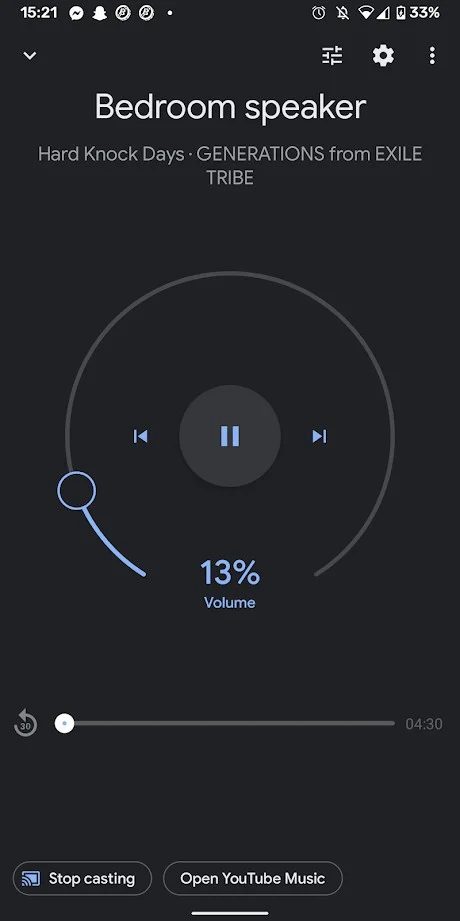 15:21
33%
Bedroom speaker
Hard Knock Days · GENERATIONS from EXILE
TRIBE
13%
Volume
30
04:30
Stop casting
Open YouTube Music